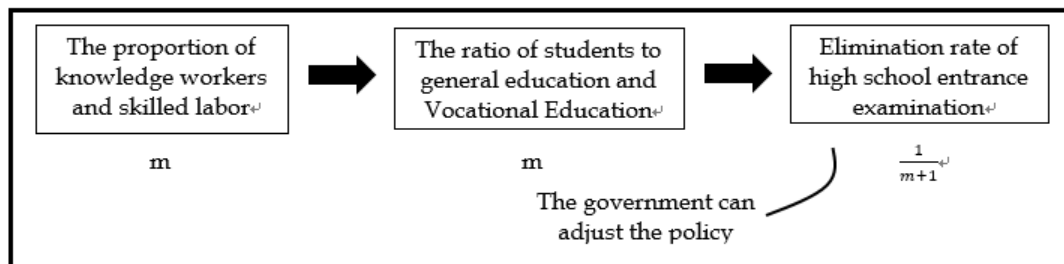 The proportion of
knowledge workers
and skilled labor↵
The ratio of students to
general education and
Vocational Education↵
Elimination rate of
high school entrance
examination↵
m
m
1/(m+1)↵
The government can
adjust the policy